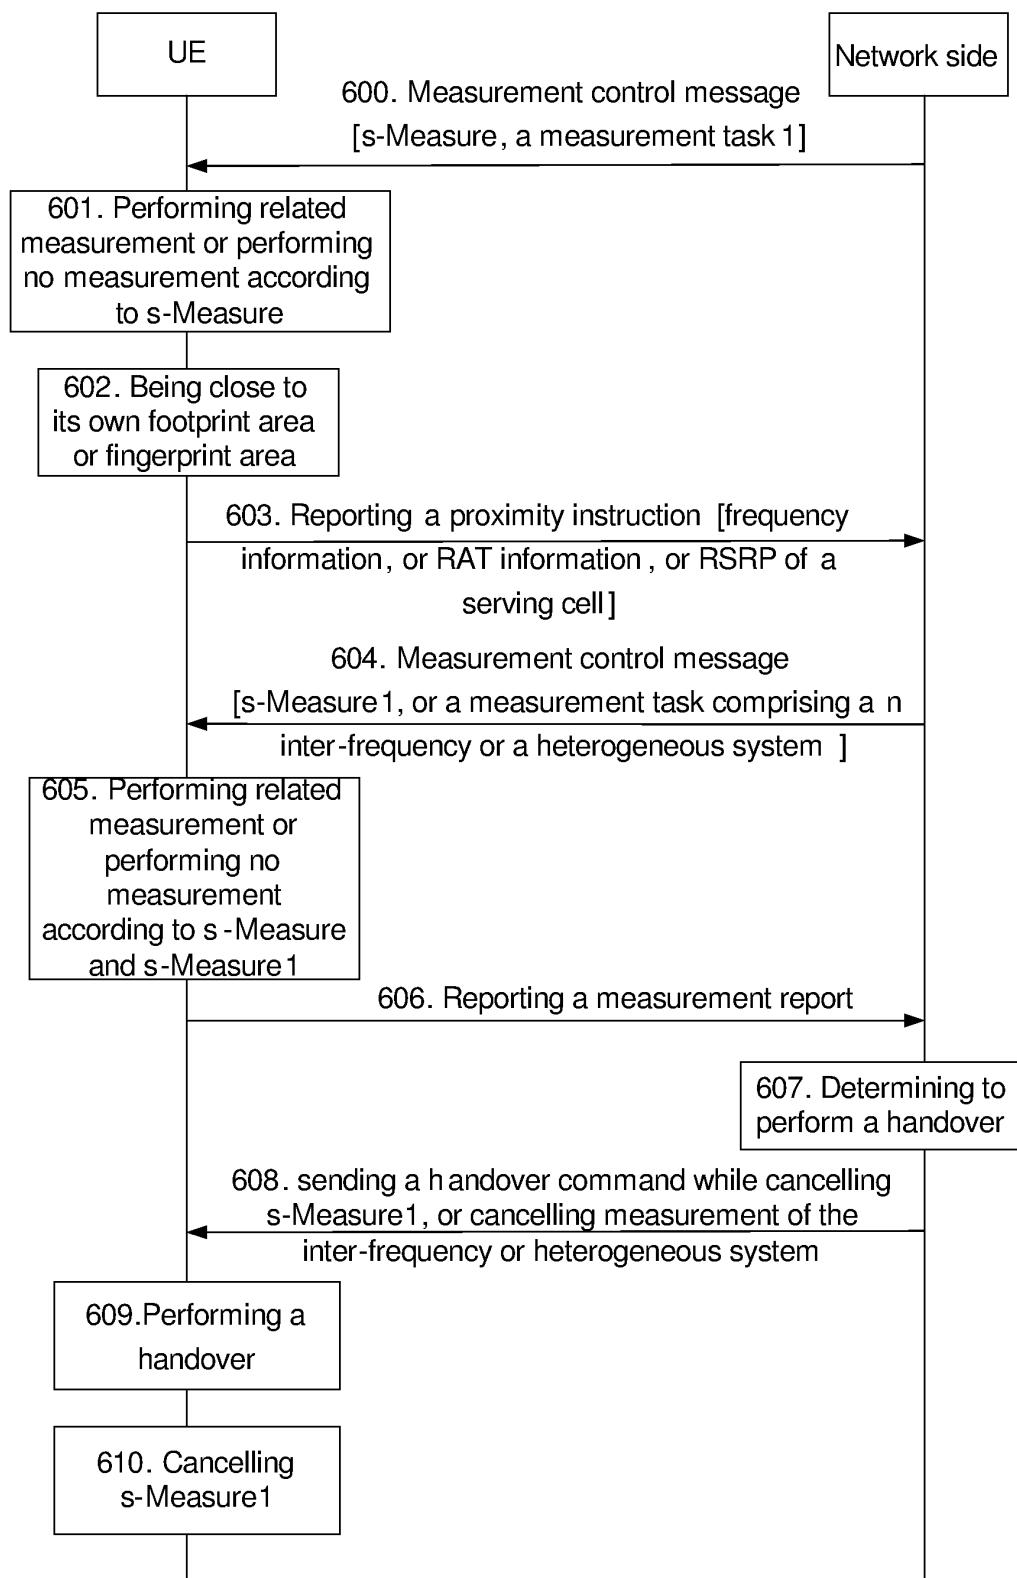 UE
Network side
600. Measurement control message
[s-Measure, a measurement task 1]
601. Performing related
measurement or performing
no measurement according
to s-Measure
602. Being close to
its own footprint area
or fingerprint area
603. Reporting a proximity instruction [frequency
information, or RAT information, or RSRP of a
serving cell]
604. Measurement control message
[s-Measure1, or a measurement task comprising a n
inter-frequency or a heterogeneous system ]
605. Performing related
measurement or
performing no
measurement
according to s-Measure
and s-Measure1
606. Reporting a measurement report
607. Determining to
perform a handover
608. sending a handover command while cancelling
s-Measure1, or cancelling measurement of the
inter-frequency or heterogeneous system
609.Performing a
handover
610. Cancelling
s-Measure1